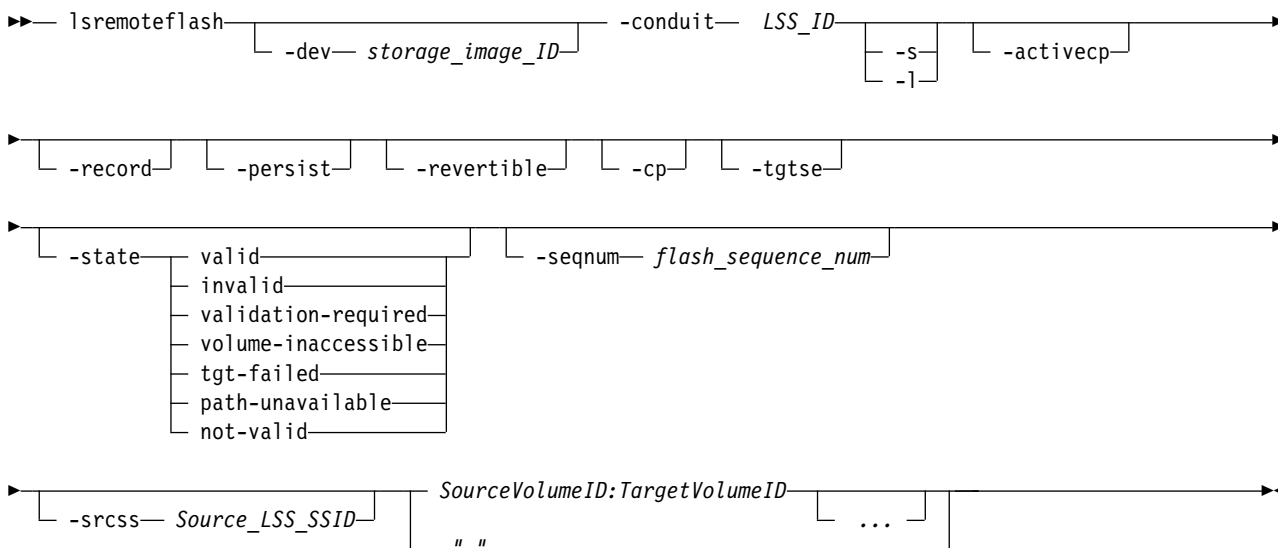 lsremoteflash -dev storage_image_ID -conduit LSS_ID -s -l -activecp
-record -persist -revertible -cp -tgtse
-state valid -seqnum flash_sequence_num
invalid
validation-required
volume-inaccessible
tgt-failed
path-unavailable
not-valid
-srcss Source_LSS_SSID SourceVolumeID:TargetVolumeID ...
" "